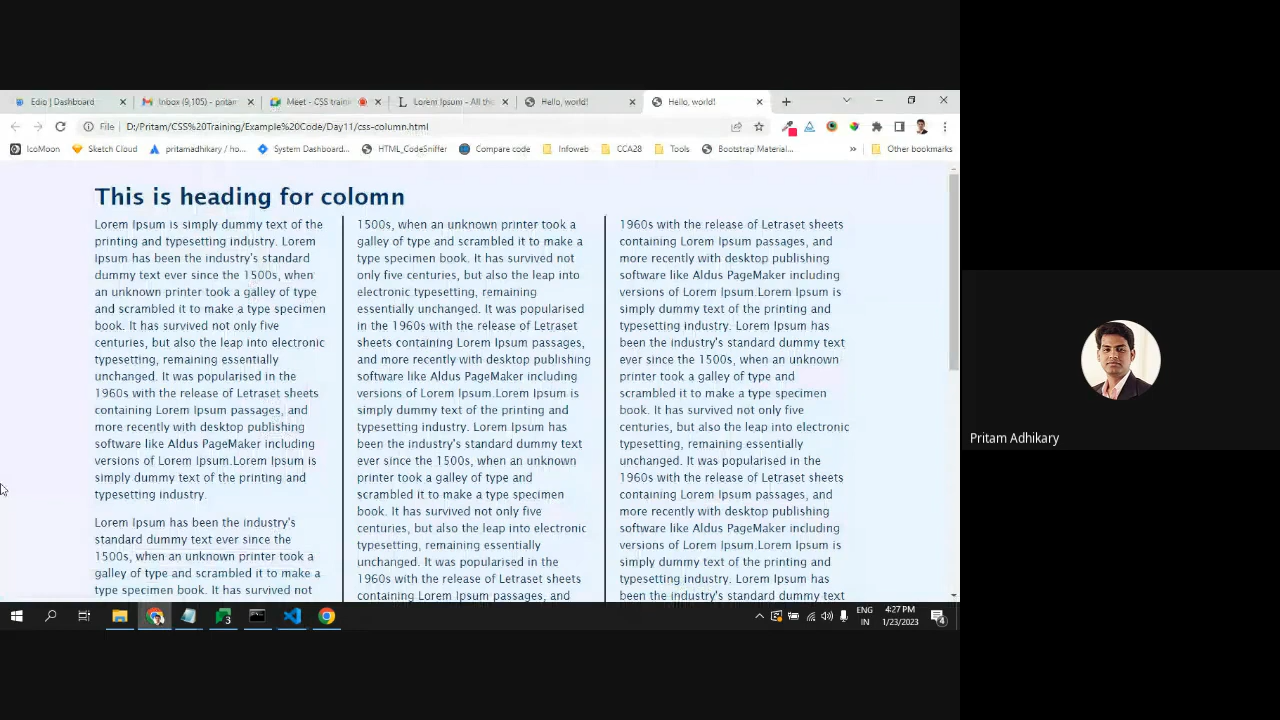 Edio | Dashboard
Inbox (9,105) - pritam
Meet - CSS traini
Lorem Ipsum - All the
Hello, world!
Hello, world!
File
D:/Pritam/CSS%20Training/Example%20Code/Day11/css-column.html
IcoMoon
Sketch Cloud
pritamadhikary / ho...
System Dashboard...
HTML_CodeSniffer
Compare code
Infoweb
CCA28
Tools
Bootstrap Material...
»
Other bookmarks
This is heading for colomn
Lorem Ipsum is simply dummy text of the
printing and typesetting industry. Lorem
Ipsum has been the industry's standard
dummy text ever since the 1500s, when
an unknown printer took a galley of type
and scrambled it to make a type specimen
book. It has survived not only five
centuries, but also the leap into electronic
typesetting, remaining essentially
unchanged. It was popularised in the
1960s with the release of Letraset sheets
containing Lorem Ipsum passages, and
more recently with desktop publishing
software like Aldus PageMaker including
versions of Lorem Ipsum.Lorem Ipsum is
simply dummy text of the printing and
typesetting industry.
Lorem Ipsum has been the industry's
standard dummy text ever since the
1500s, when an unknown printer took a
galley of type and scrambled it to make a
type specimen book. It has survived not
1500s, when an unknown printer took a
galley of type and scrambled it to make a
type specimen book. It has survived not
only five centuries, but also the leap into
electronic typesetting, remaining
essentially unchanged. It was popularised
in the 1960s with the release of Letraset
sheets containing Lorem Ipsum passages,
and more recently with desktop publishing
software like Aldus PageMaker including
versions of Lorem Ipsum.Lorem Ipsum is
simply dummy text of the printing and
typesetting industry. Lorem Ipsum has
been the industry's standard dummy text
ever since the 1500s, when an unknown
printer took a galley of type and
scrambled it to make a type specimen
book. It has survived not only five
centuries, but also the leap into electronic
typesetting, remaining essentially
unchanged. It was popularised in the
1960s with the release of Letraset sheets
containing Lorem Ipsum passages, and
1960s with the release of Letraset sheets
containing Lorem Ipsum passages, and
more recently with desktop publishing
software like Aldus PageMaker including
versions of Lorem Ipsum.Lorem Ipsum is
simply dummy text of the printing and
typesetting industry. Lorem Ipsum has
been the industry's standard dummy text
ever since the 1500s, when an unknown
printer took a galley of type and
scrambled it to make a type specimen
book. It has survived not only five
centuries, but also the leap into electronic
typesetting, remaining essentially
unchanged. It was popularised in the
1960s with the release of Letraset sheets
containing Lorem Ipsum passages, and
more recently with desktop publishing
software like Aldus PageMaker including
versions of Lorem Ipsum.Lorem Ipsum is
simply dummy text of the printing and
typesetting industry. Lorem Ipsum has
been the industry's standard dummy text
Pritam Adhikary
3
ENG
IN
4:27 PM
1/23/2023
4